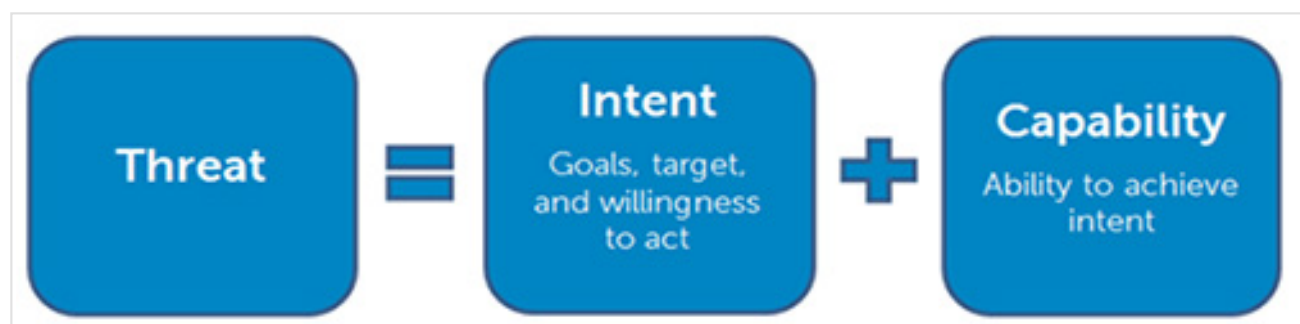 Threat
=
Intent
Goals, target,
and willingness
to act
+
Capability
Ability to achieve
intent